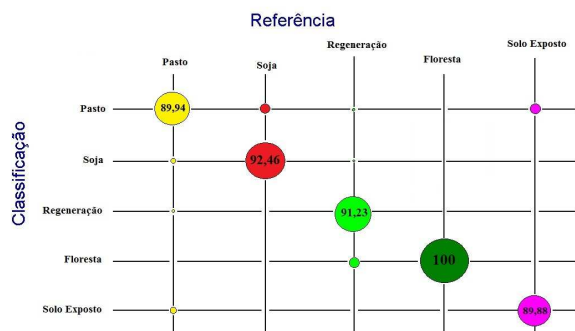 Referência
Pasto
Soja
Regeneração
Floresta
Solo Exposto
Classificação
Pasto
89,94
Soja
92,46
Regeneração
91,23
Floresta
100
Solo Exposto
89,88